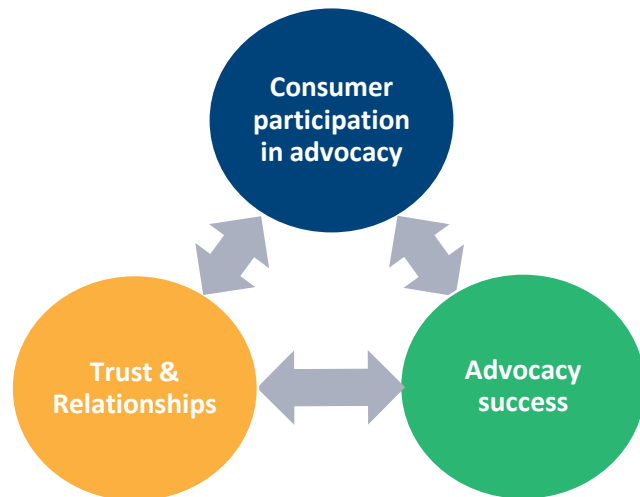 Consumer
participation
in advocacy
Trust &
Relationships
Advocacy
success